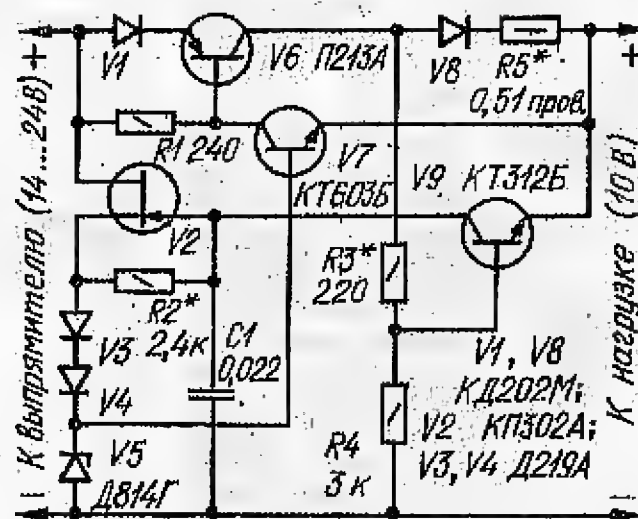 К выпрямителю (14...24В) +
−
V1
V6 П213А
V8
R5*
0,51 пров.
+
R1 240
V7
КТ603Б
V9 КТ312Б
V2
R2*
2,4к
C1
0,022
R3*
220
V3
V4
V5
Д814Г
R4
3 к
V1, V8
КД202М;
V2 КП302А;
V3, V4 Д219А
К нагрузке (10 В)
−